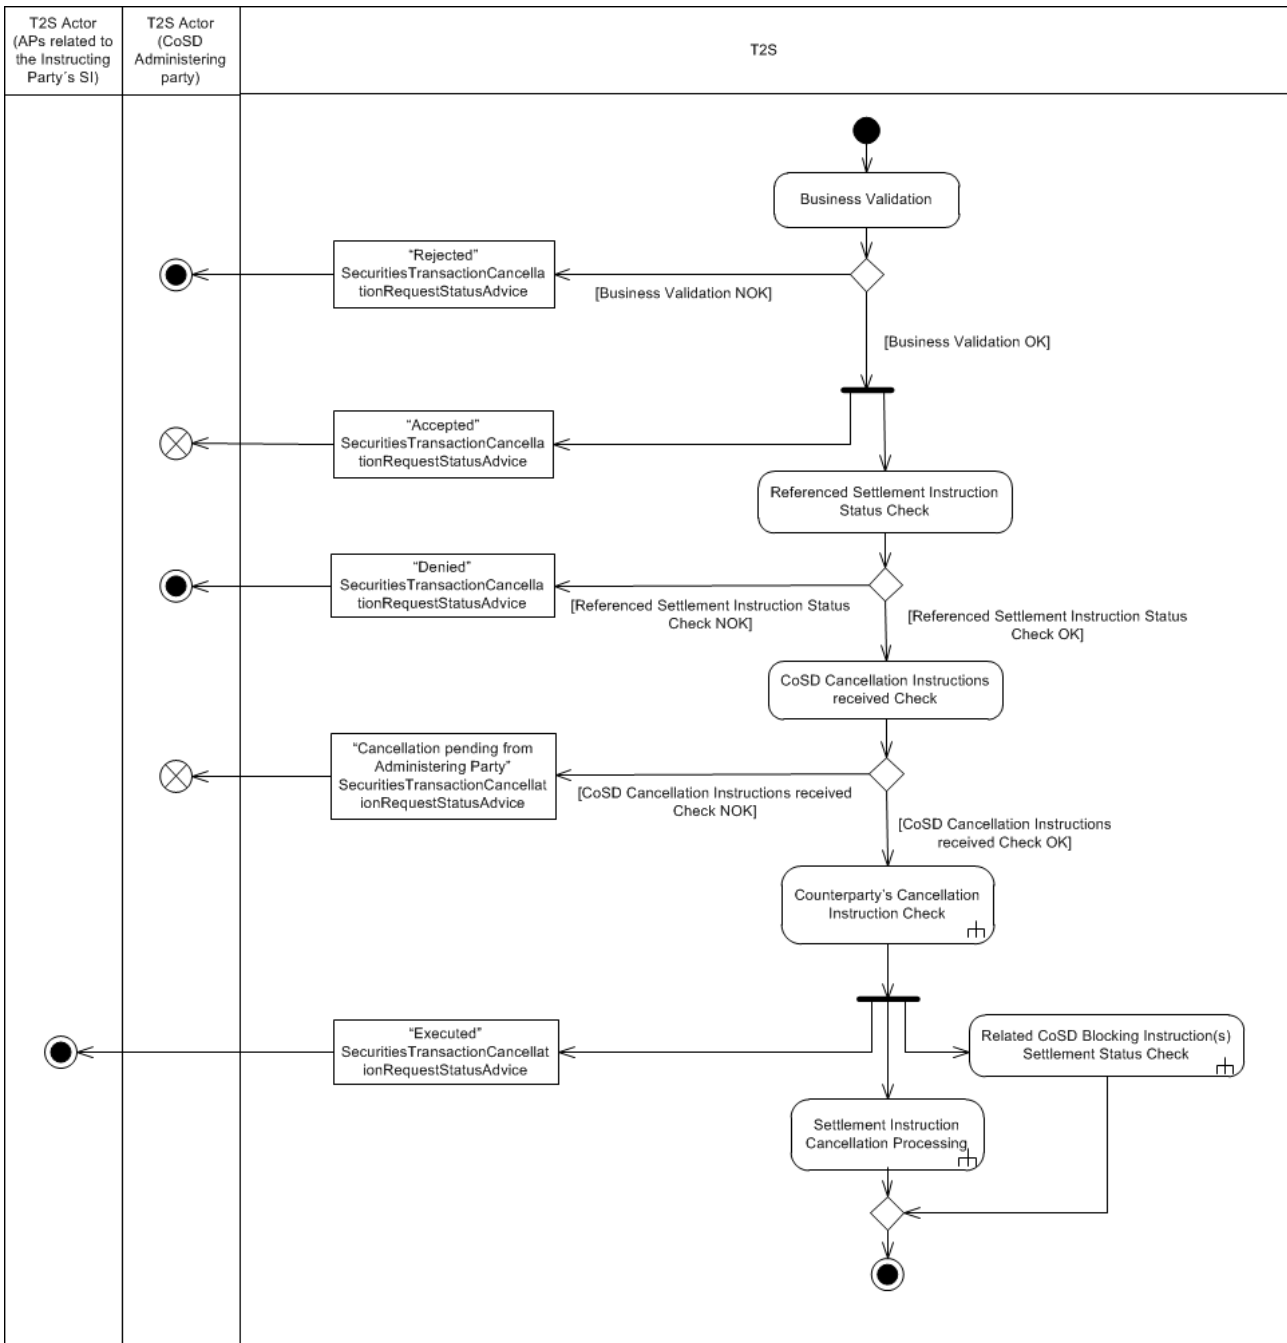 T2S Actor
(APs related to
the Instructing
Party´s SI)
T2S Actor
(CoSD
Administering
party)
T2S
Business Validation
“Rejected”
SecuritiesTransactionCancella
tionRequestStatusAdvice
[Business Validation NOK]
[Business Validation OK]
“Accepted”
SecuritiesTransactionCancella
tionRequestStatusAdvice
Referenced Settlement Instruction
Status Check
“Denied”
SecuritiesTransactionCancella
tionRequestStatusAdvice
[Referenced Settlement Instruction Status
Check NOK]
[Referenced Settlement Instruction Status
Check OK]
CoSD Cancellation Instructions
received Check
“Cancellation pending from
Administering Party”
SecuritiesTransactionCancellat
ionRequestStatusAdvice
[CoSD Cancellation Instructions received
Check NOK]
[CoSD Cancellation Instructions
received Check OK]
Counterparty´s Cancellation
Instruction Check
“Executed”
SecuritiesTransactionCancellat
ionRequestStatusAdvice
Related CoSD Blocking Instruction(s)
Settlement Status Check
Settlement Instruction
Cancellation Processing